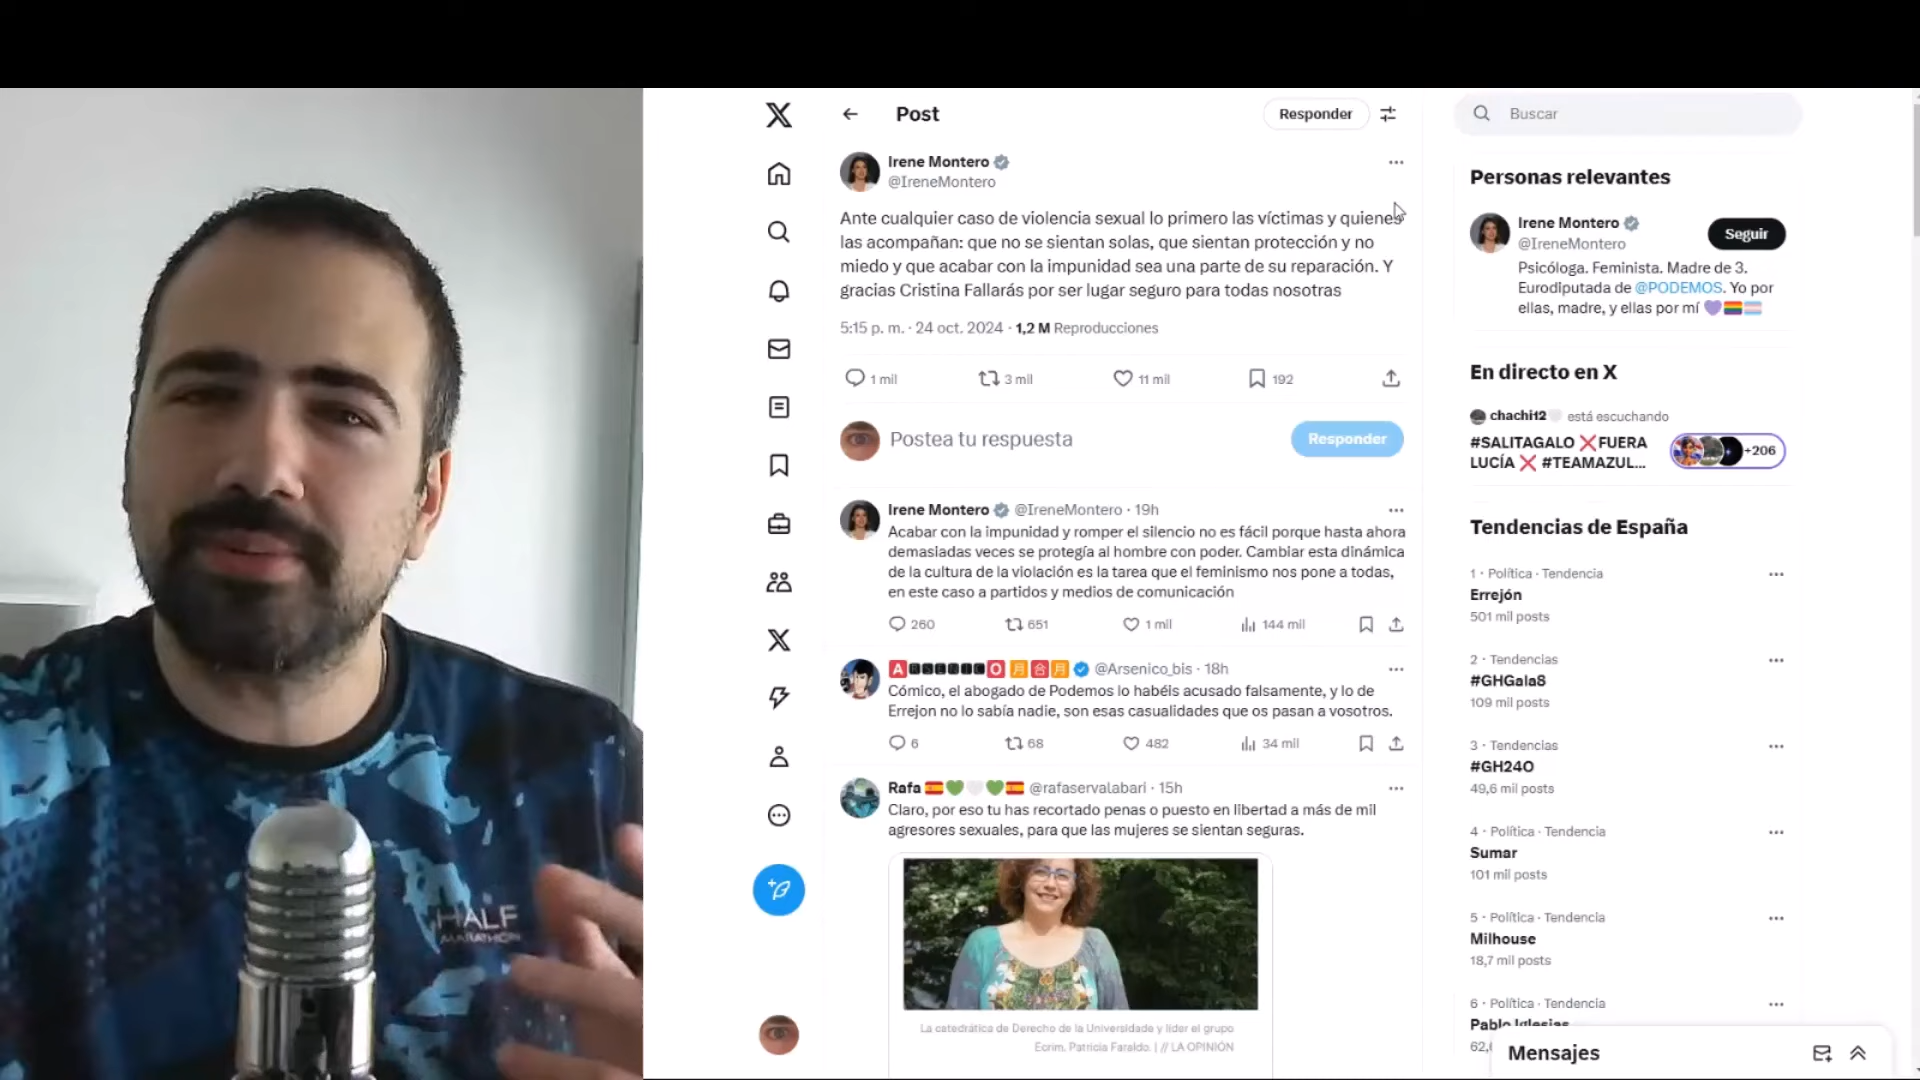 Post
Responder
Buscar
Irene Montero
@IreneMontero
Ante cualquier caso de violencia sexual lo primero las víctimas y quienes
las acompañan: que no se sientan solas, que sientan protección y no
miedo y que acabar con la impunidad sea una parte de su reparación. Y
gracias Cristina Fallarás por ser lugar seguro para todas nosotras
5:15 p. m. · 24 oct. 2024 · 1,2 M Reproducciones
1 mil 3 mil 11 mil 192
Postea tu respuesta
Responder
Irene Montero @IreneMontero · 19h
Acabar con la impunidad y romper el silencio no es fácil porque hasta ahora
demasiadas veces se protegía al hombre con poder. Cambiar esta dinámica
de la cultura de la violación es la tarea que el feminismo nos pone a todas,
en este caso a partidos y medios de comunicación
260 651 1 mil 144 mil
ARSENICO 月合月 @Arsenico_bis · 18h
Cómico, el abogado de Podemos lo habéis acusado falsamente, y lo de
Errejon no lo sabía nadie, son esas casualidades que os pasan a vosotros.
6 68 482 34 mil
Rafa @rafaservalabari · 15h
Claro, por eso tu has recortado penas o puesto en libertad a más de mil
agresores sexuales, para que las mujeres se sientan seguras.
La catedrática de Derecho de la Universidade y líder el grupo
Ecrim, Patricia Faraldo. | // LA OPINIÓN
Personas relevantes
Irene Montero
@IreneMontero
Seguir
Psicóloga. Feminista. Madre de 3.
Eurodiputada de @PODEMOS. Yo por
ellas, madre, y ellas por mí
En directo en X
chachi12 está escuchando
#SALITAGALO ❌FUERA
LUCÍA ❌ #TEAMAZUL...
+206
Tendencias de España
1 · Política · Tendencia
Errejón
501 mil posts
2 · Tendencias
#GHGala8
109 mil posts
3 · Tendencias
#GH24O
49,6 mil posts
4 · Política · Tendencia
Sumar
101 mil posts
5 · Política · Tendencia
Milhouse
18,7 mil posts
6 · Política · Tendencia
Pablo Iglesias
62,
Mensajes
HALF
MARATHON